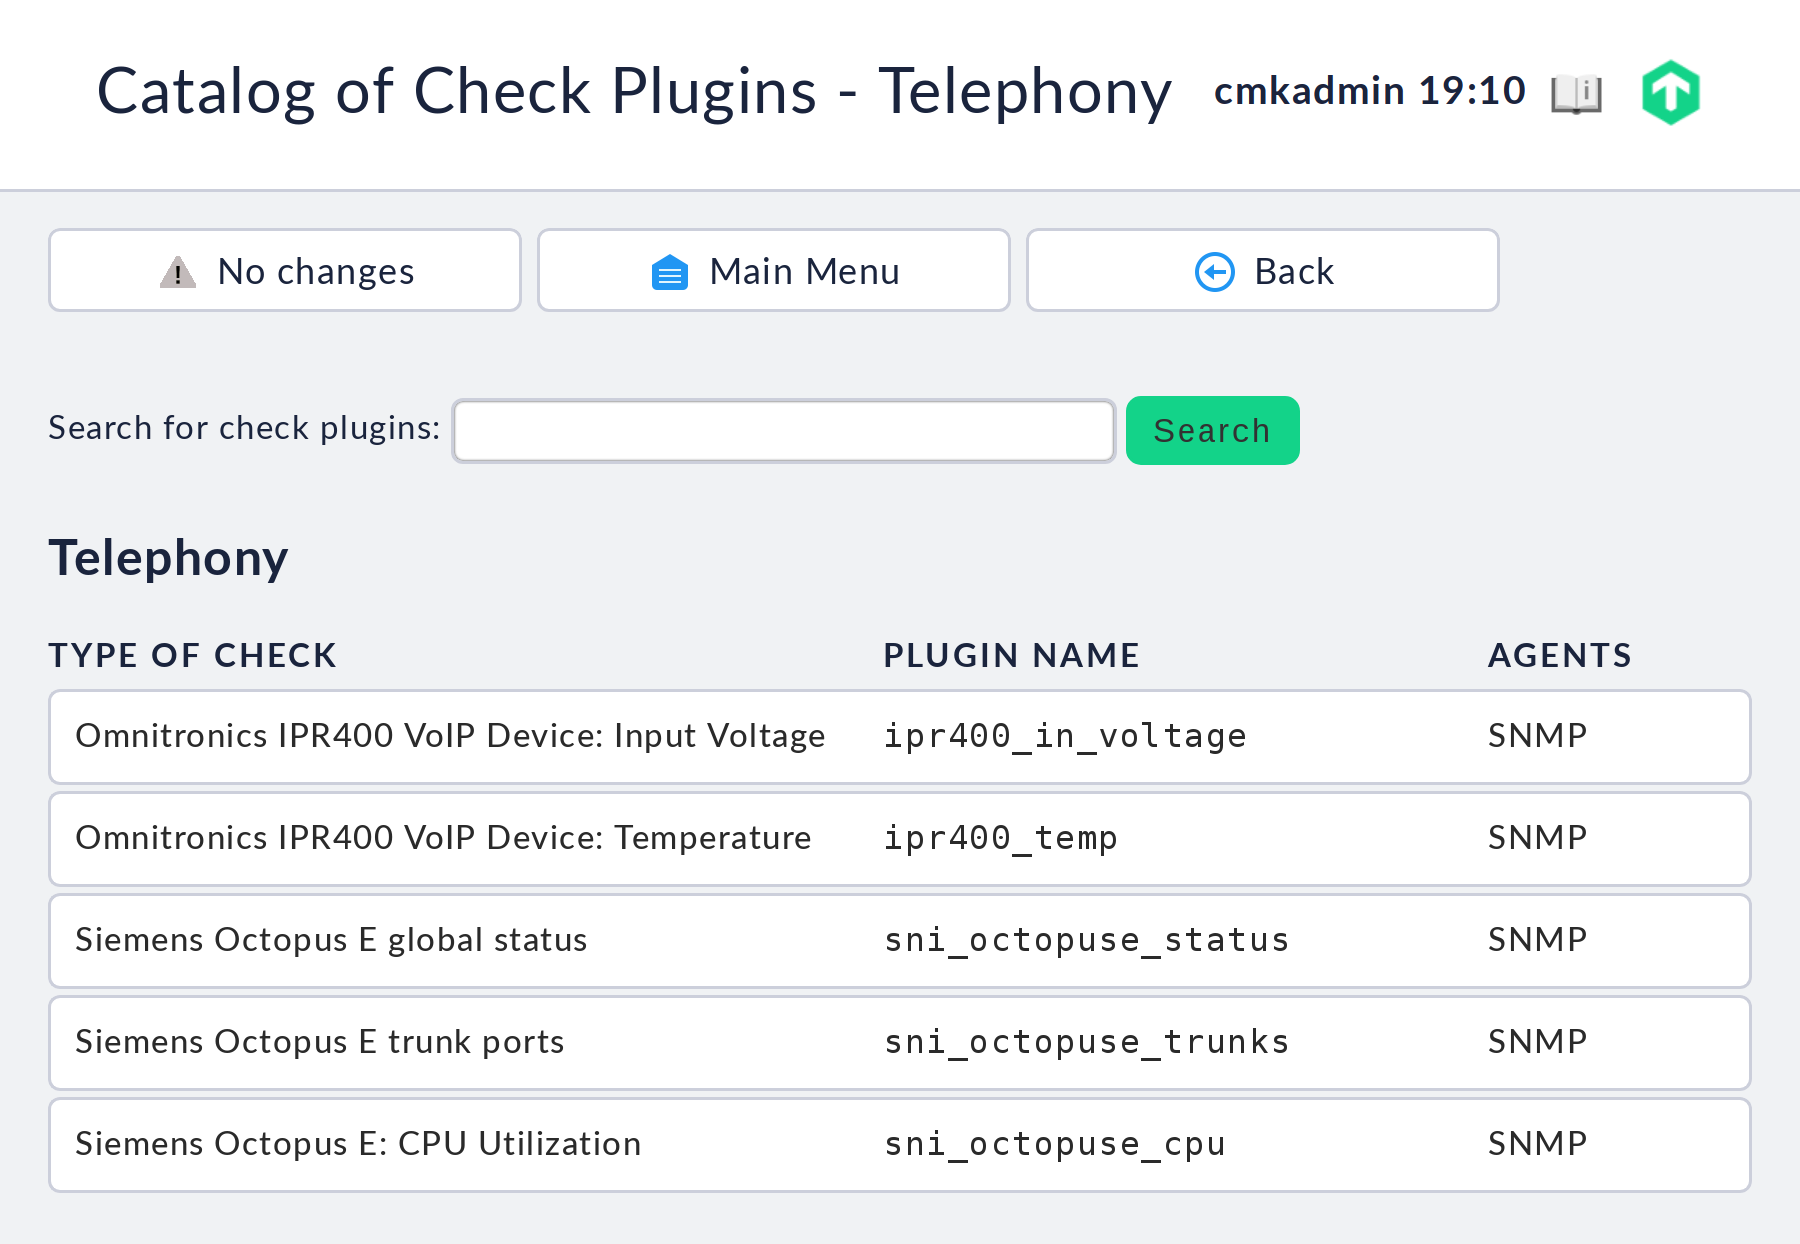 Catalog of Check Plugins - Telephony cmkadmin 19:10
No changes Main Menu Back
Search for check plugins: Search
Telephony
TYPE OF CHECK PLUGIN NAME AGENTS
Omnitronics IPR400 VoIP Device: Input Voltage ipr400_in_voltage SNMP
Omnitronics IPR400 VoIP Device: Temperature ipr400_temp SNMP
Siemens Octopus E global status sni_octopuse_status SNMP
Siemens Octopus E trunk ports sni_octopuse_trunks SNMP
Siemens Octopus E: CPU Utilization sni_octopuse_cpu SNMP